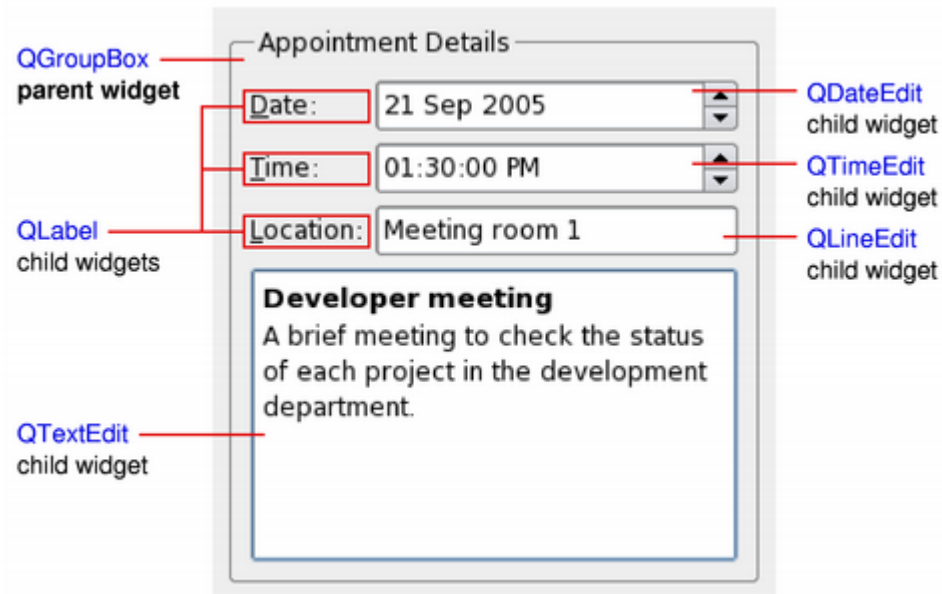 QGroupBox
parent widget
Appointment Details
Date: 21 Sep 2005
QDateEdit
child widget
Time: 01:30:00 PM
QTimeEdit
child widget
QLabel
child widgets
Location: Meeting room 1
QLineEdit
child widget
Developer meeting
A brief meeting to check the status
of each project in the development
department.
QTextEdit
child widget